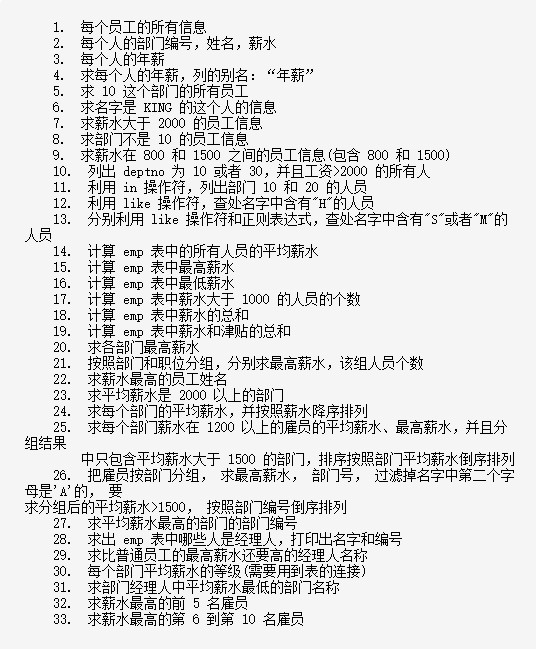 1. 每个员工的所有信息
2. 每个人的部门编号，姓名，薪水
3. 每个人的年薪
4. 求每个人的年薪，列的别名：“年薪”
5. 求 10 这个部门的所有员工
6. 求名字是 KING 的这个人的信息
7. 求薪水大于 2000 的员工信息
8. 求部门不是 10 的员工信息
9. 求薪水在 800 和 1500 之间的员工信息(包含 800 和 1500)
10. 列出 deptno 为 10 或者 30，并且工资>2000 的所有人
11. 利用 in 操作符，列出部门 10 和 20 的人员
12. 利用 like 操作符，查处名字中含有"H"的人员
13. 分别利用 like 操作符和正则表达式，查处名字中含有"S"或者"M"的
人员
14. 计算 emp 表中的所有人员的平均薪水
15. 计算 emp 表中最高薪水
16. 计算 emp 表中最低薪水
17. 计算 emp 表中薪水大于 1000 的人员的个数
18. 计算 emp 表中薪水的总和
19. 计算 emp 表中薪水和津贴的总和
20. 求各部门最高薪水
21. 按照部门和职位分组，分别求最高薪水，该组人员个数
22. 求薪水最高的员工姓名
23. 求平均薪水是 2000 以上的部门
24. 求每个部门的平均薪水，并按照薪水降序排列
25. 求每个部门薪水在 1200 以上的雇员的平均薪水、最高薪水，并且分
组结果
中只包含平均薪水大于 1500 的部门，排序按照部门平均薪水倒序排列
26. 把雇员按部门分组， 求最高薪水， 部门号， 过滤掉名字中第二个字
母是'A'的， 要
求分组后的平均薪水>1500， 按照部门编号倒序排列
27. 求平均薪水最高的部门的部门编号
28. 求出 emp 表中哪些人是经理人，打印出名字和编号
29. 求比普通员工的最高薪水还要高的经理人名称
30. 每个部门平均薪水的等级(需要用到表的连接)
31. 求部门经理人中平均薪水最低的部门名称
32. 求薪水最高的前 5 名雇员
33. 求薪水最高的第 6 到第 10 名雇员